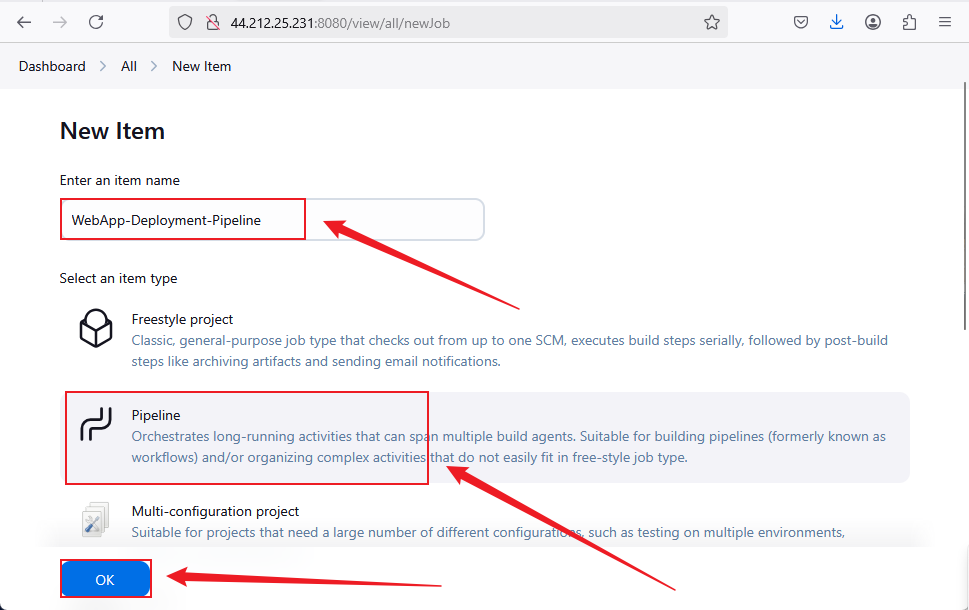 44.212.25.231:8080/view/all/newJob
Dashboard > All > New Item
New Item
Enter an item name
WebApp-Deployment-Pipeline
Select an item type
Freestyle project
Classic, general-purpose job type that checks out from up to one SCM, executes build steps serially, followed by post-build
steps like archiving artifacts and sending email notifications.
Pipeline
Orchestrates long-running activities that can span multiple build agents. Suitable for building pipelines (formerly known as
workflows) and/or organizing complex activities that do not easily fit in free-style job type.
Multi-configuration project
Suitable for projects that need a large number of different configurations, such as testing on multiple environments,
OK